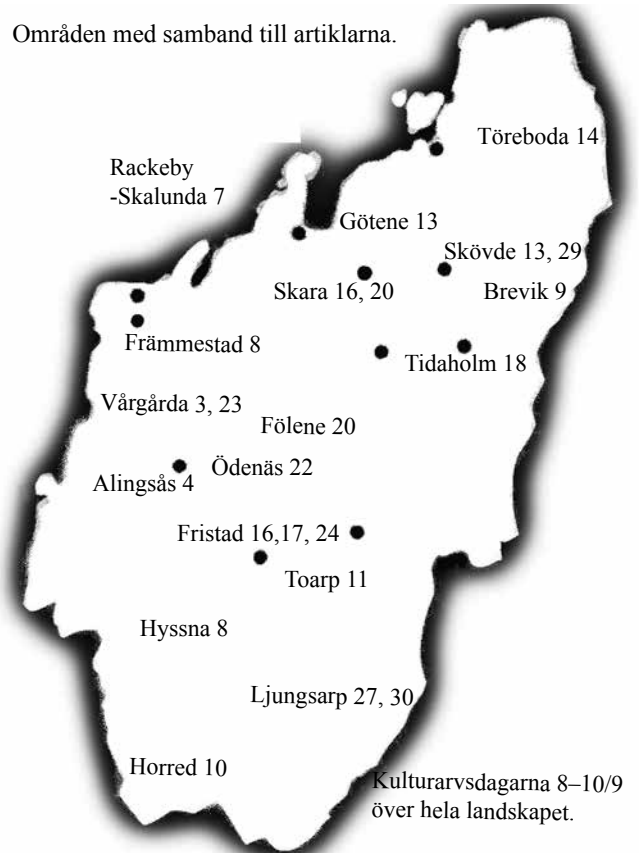 Områden med samband till artiklarna.
Töreboda 14
Rackeby
-Skalunda 7
Götene 13
Skövde 13, 29
Skara 16, 20
Brevik 9
Främmestad 8
Tidaholm 18
Vårgårda 3, 23
Fölene 20
Ödenäs 22
Alingsås 4
Fristad 16,17, 24
Toarp 11
Hyssna 8
Ljungsarp 27, 30
Horred 10
Kulturarvsdagarna 8–10/9
över hela landskapet.